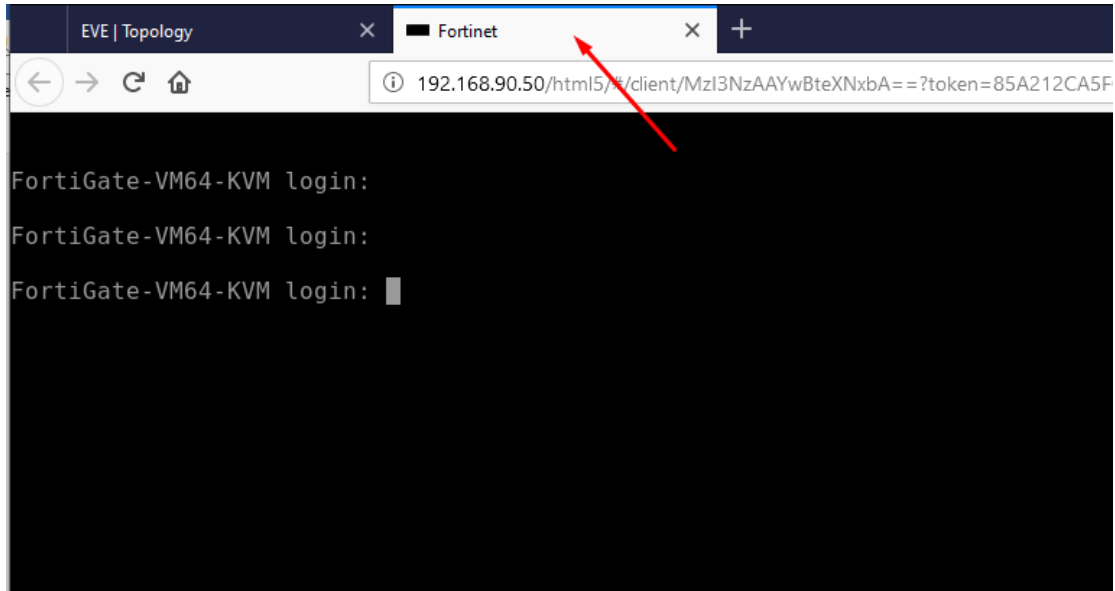 EVE | Topology
Fortinet
192.168.90.50/html5/#/client/MzI3NzAAYwBteXNxbA==?token=85A212CA5F
FortiGate-VM64-KVM login:
FortiGate-VM64-KVM login:
FortiGate-VM64-KVM login: